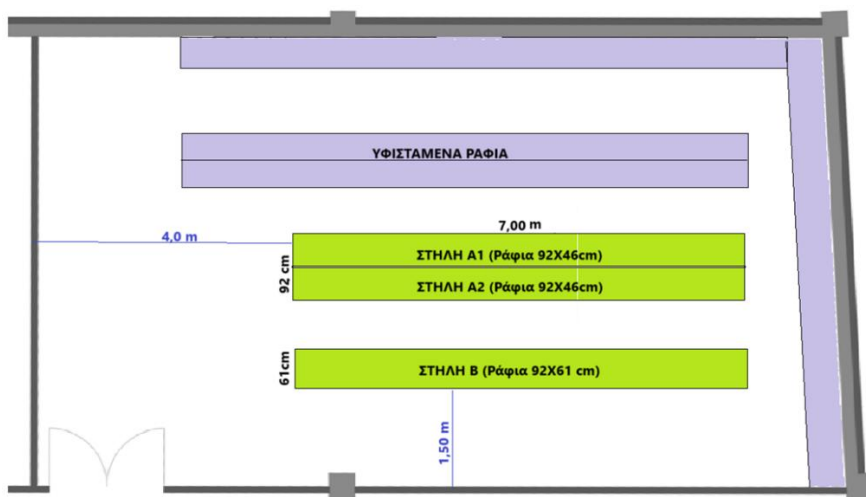 ΥΦΙΣΤΑΜΕΝΑ ΡΑΦΙΑ
7,00 m
4,0 m
ΣΤΗΛΗ Α1 (Ράφια 92Χ46cm)
92 cm
ΣΤΗΛΗ Α2 (Ράφια 92Χ46cm)
61cm
ΣΤΗΛΗ Β (Ράφια 92Χ61 cm)
1,50 m